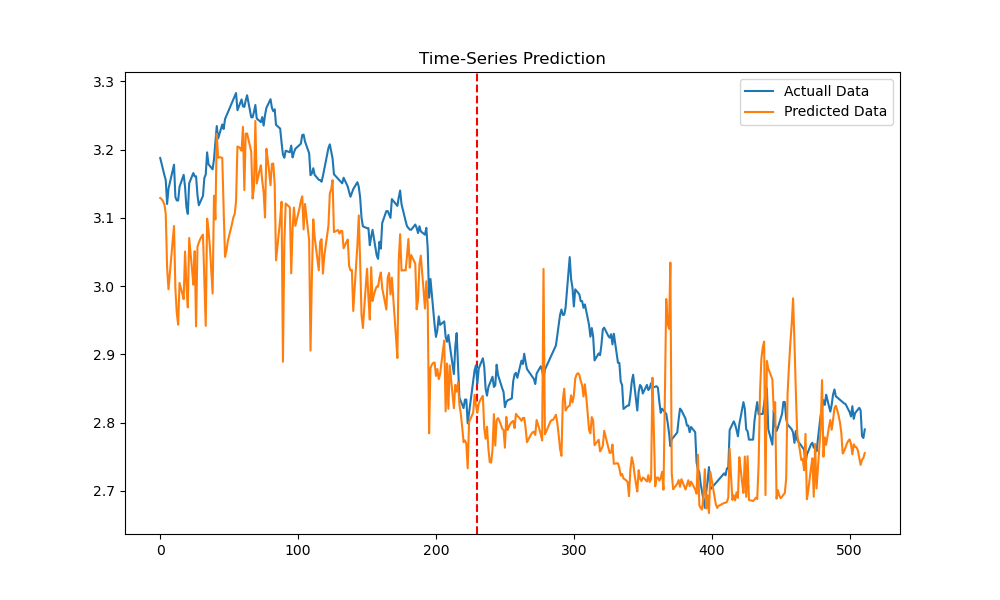 Time-Series Prediction
Actuall Data
Predicted Data
3.3
3.2
3.1
3.0
2.9
2.8
2.7
0 100 200 300 400 500